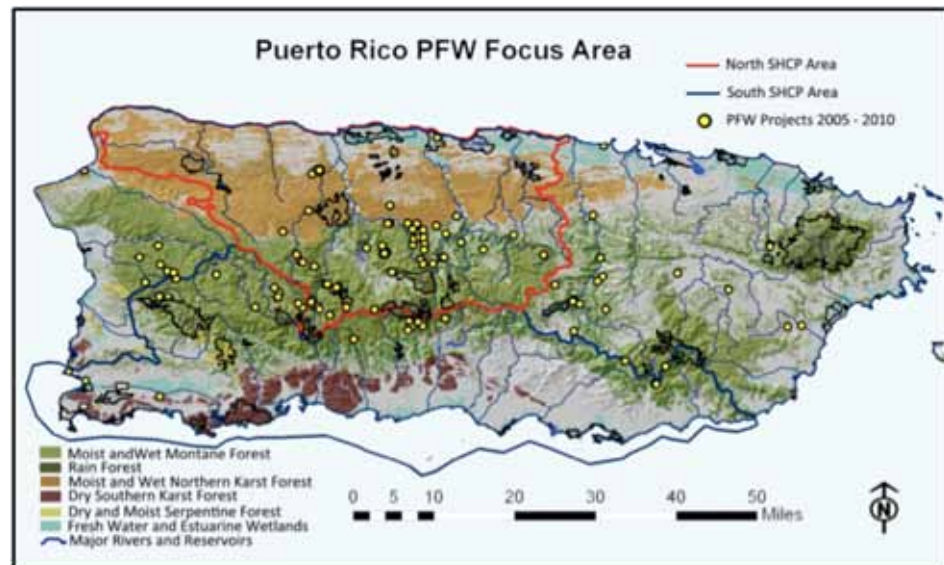 Puerto Rico PFW Focus Area
North SHCP Area
South SHCP Area
PFW Projects 2005 - 2010
Moist andWet Montane Forest
Rain Forest
Moist and Wet Northern Karst Forest
Dry Southern Karst Forest
Dry and Moist Serpentine Forest
Fresh Water and Estuarine Wetlands
Major Rivers and Reservoirs
0 5 10 20 30 40 50
Miles
N